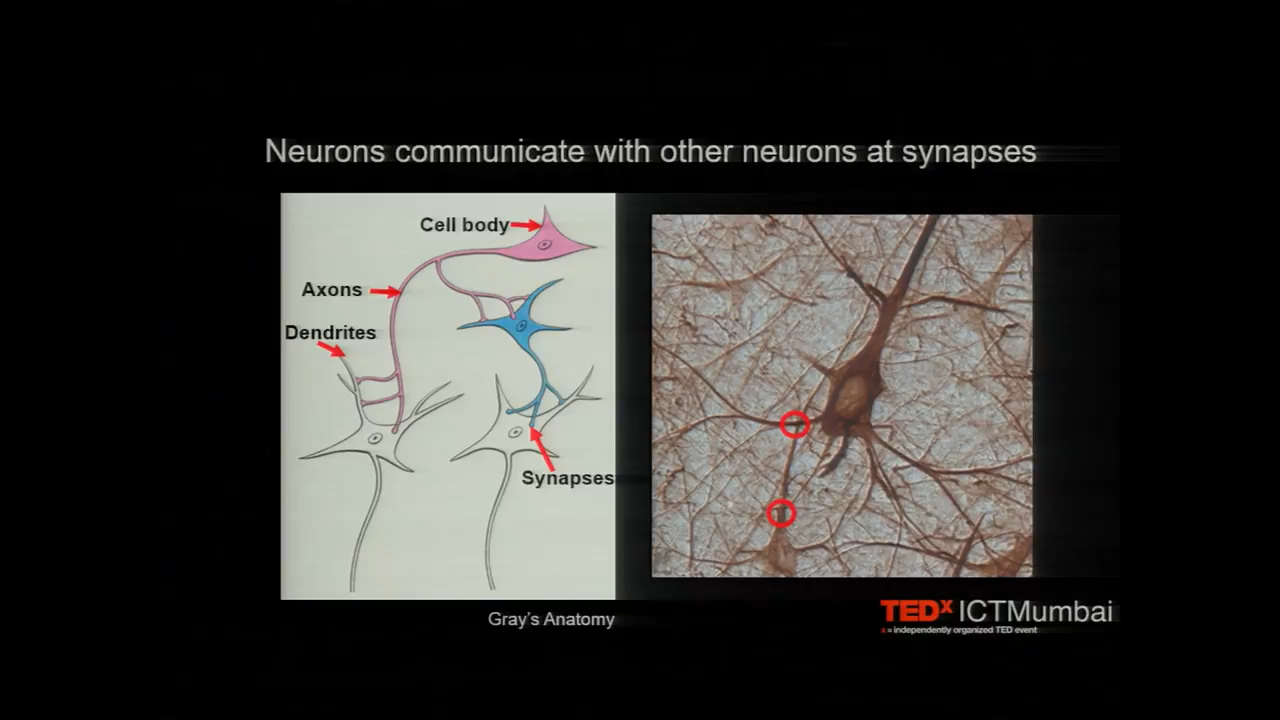 Neurons communicate with other neurons at synapses
Cell body
Axons
Dendrites
Synapses
Gray's Anatomy
TEDx ICTMumbai
x = independently organized TED event